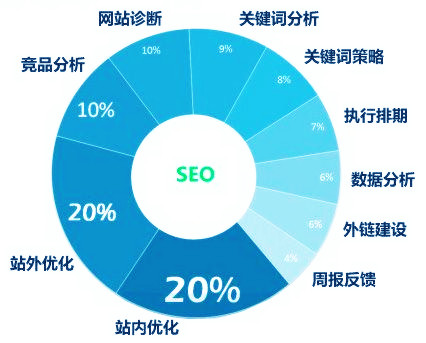 网站诊断
关键词分析
竞品分析
10%
9%
关键词策略
10%
8%
执行排期
7%
SEO
6%
数据分析
20%
6%
外链建设
站外优化
4%
周报反馈
20%
站内优化